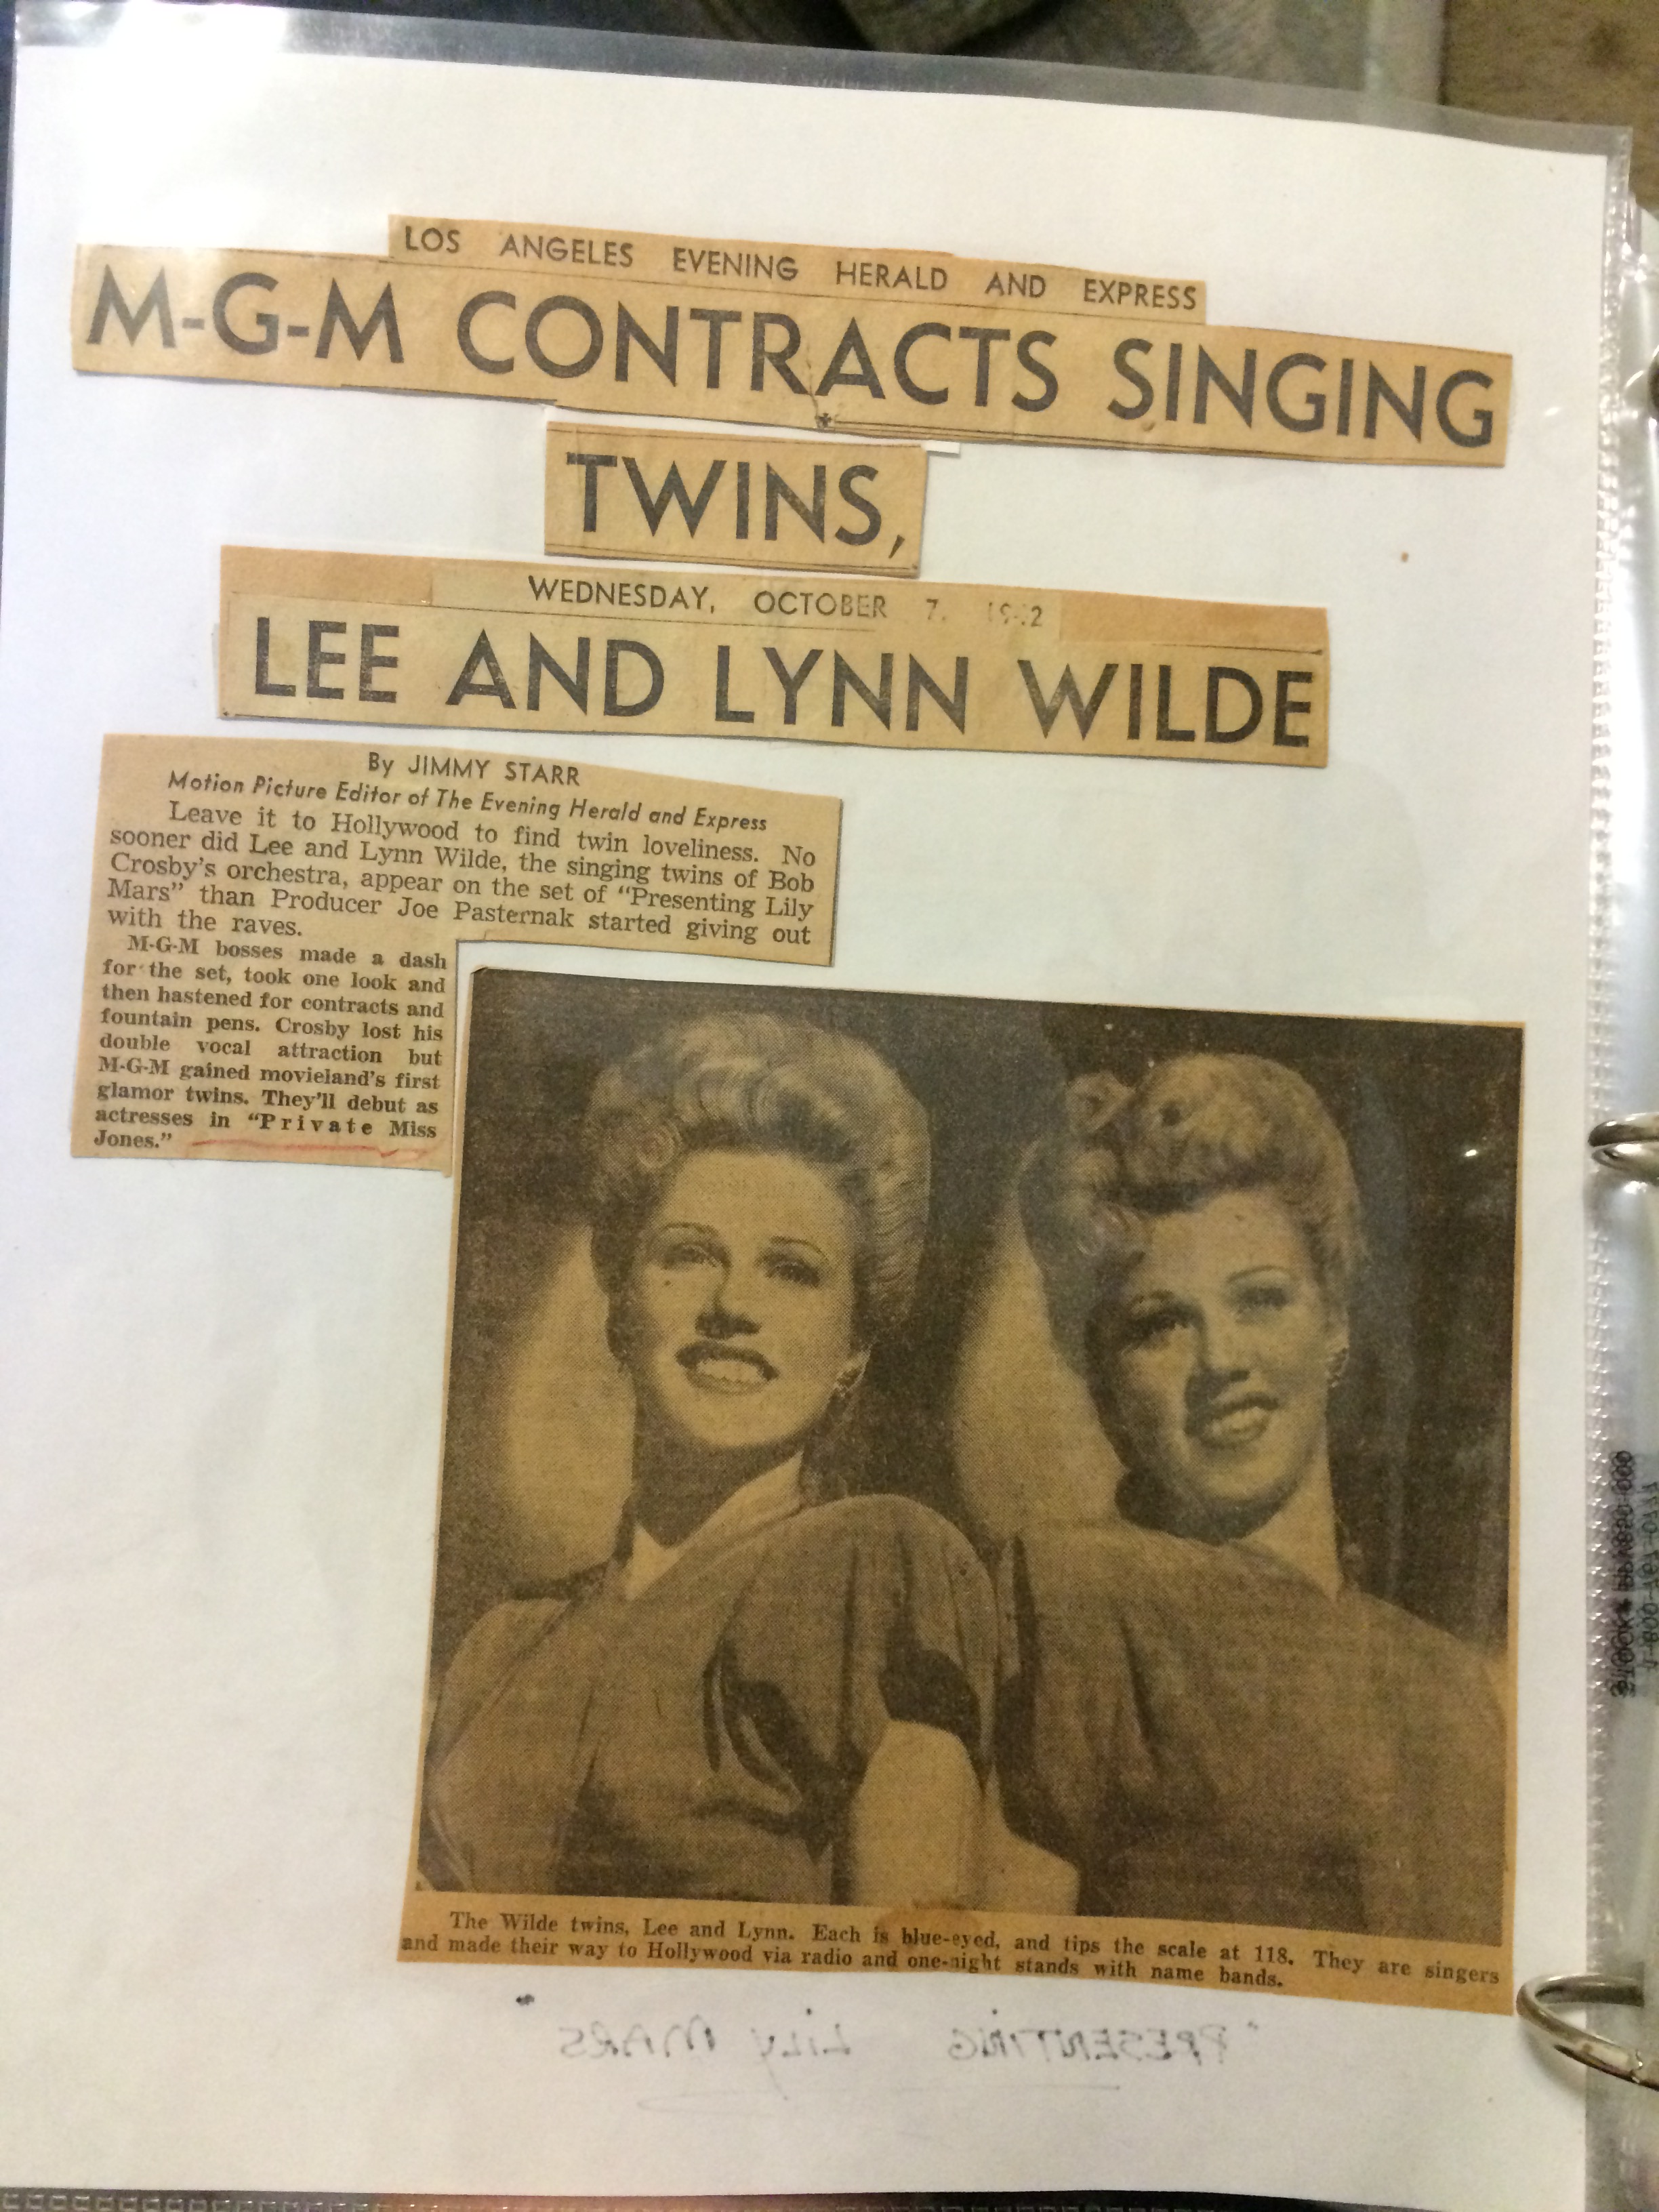 LOS ANGELES EVENING HERALD AND EXPRESS
M-G-M CONTRACTS SINGING
TWINS,
WEDNESDAY, OCTOBER 7,
LEE AND LYNN WILDE
By JIMMY STARR
Motion Picture Editor of The Evening Herald and Express
Leave it to Hollywood to find twin loveliness. No
sooner did Lee and Lynn Wilde, the singing twins of Bob
Crosby's orchestra, appear on the set of "Presenting Lily
Mars" than Producer Joe Pasternak started giving out
with the raves.
M-G-M bosses made a dash
for the set, took one look and
then hastened for contracts and
fountain pens. Crosby lost his
double vocal attraction but
M-G-M gained movieland's first
glamor twins. They'll debut as
actresses in "Private Miss
Jones."
The Wilde twins, Lee and Lynn. Each is blue-eyed, and tips the scale at 118. They are singers
and made their way to Hollywood via radio and one-night stands with name bands.
"PRESENTING LILY MARS"